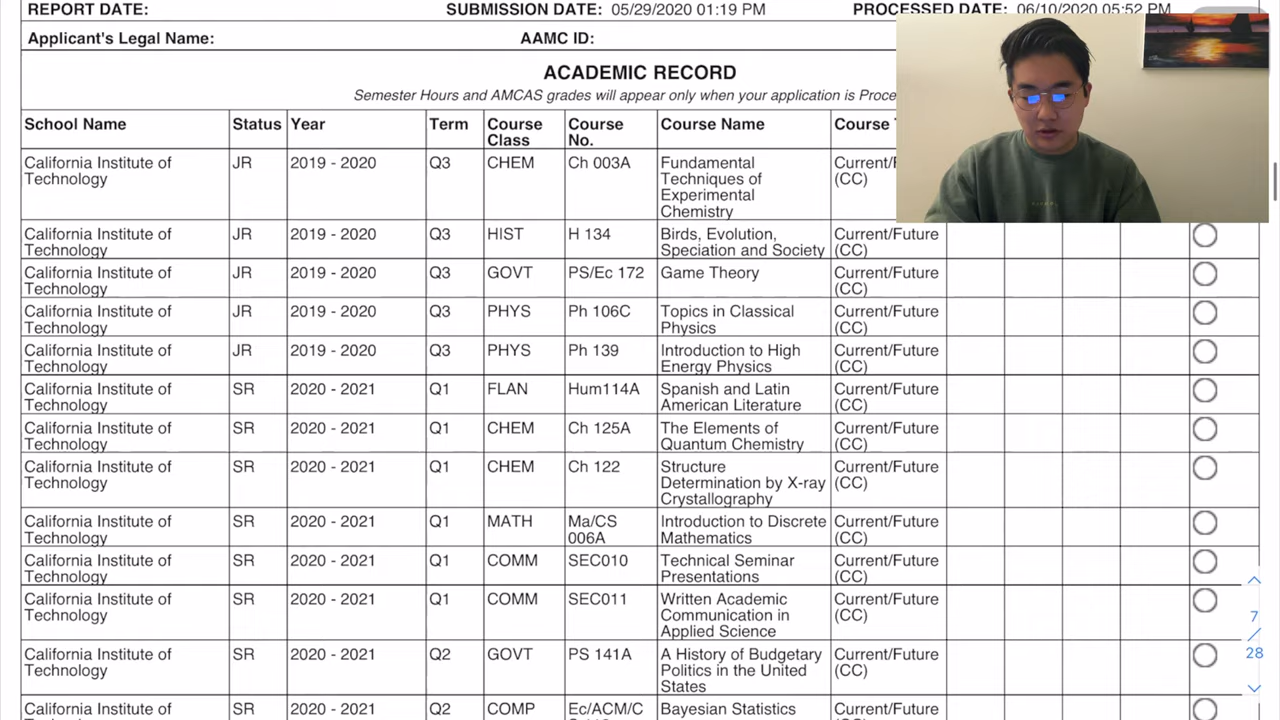 REPORT DATE: SUBMISSION DATE: 05/29/2020 01:19 PM PROCESSED DATE: 06/10/2020 05:52 PM
Applicant's Legal Name: AAMC ID:
ACADEMIC RECORD
Semester Hours and AMCAS grades will appear only when your application is
School Name Status Year Term Course Class Course No. Course Name Course
California Institute of Technology JR 2019 - 2020 Q3 CHEM Ch 003A Fundamental Techniques of Experimental Chemistry (CC)
California Institute of Technology JR 2019 - 2020 Q3 HIST H 134 Birds, Evolution, Speciation and Society Current/Future (CC)
California Institute of Technology JR 2019 - 2020 Q3 GOVT PS/Ec 172 Game Theory Current/Future (CC)
California Institute of Technology JR 2019 - 2020 Q3 PHYS Ph 106C Topics in Classical Physics Current/Future (CC)
California Institute of Technology JR 2019 - 2020 Q3 PHYS Ph 139 Introduction to High Energy Physics Current/Future (CC)
California Institute of Technology SR 2020 - 2021 Q1 FLAN Hum114A Spanish and Latin American Literature Current/Future (CC)
California Institute of Technology SR 2020 - 2021 Q1 CHEM Ch 125A The Elements of Quantum Chemistry Current/Future (CC)
California Institute of Technology SR 2020 - 2021 Q1 CHEM Ch 122 Structure Determination by X-ray Crystallography Current/Future (CC)
California Institute of Technology SR 2020 - 2021 Q1 MATH Ma/CS 006A Introduction to Discrete Mathematics Current/Future (CC)
California Institute of Technology SR 2020 - 2021 Q1 COMM SEC010 Technical Seminar Presentations Current/Future (CC)
California Institute of Technology SR 2020 - 2021 Q1 COMM SEC011 Written Academic Communication in Applied Science Current/Future (CC)
California Institute of Technology SR 2020 - 2021 Q2 GOVT PS 141A A History of Budgetary Politics in the United States Current/Future (CC)
California Institute of SR 2020 - 2021 Q2 COMP Ec/ACM/C Bayesian Statistics Current/Future
7
/
28